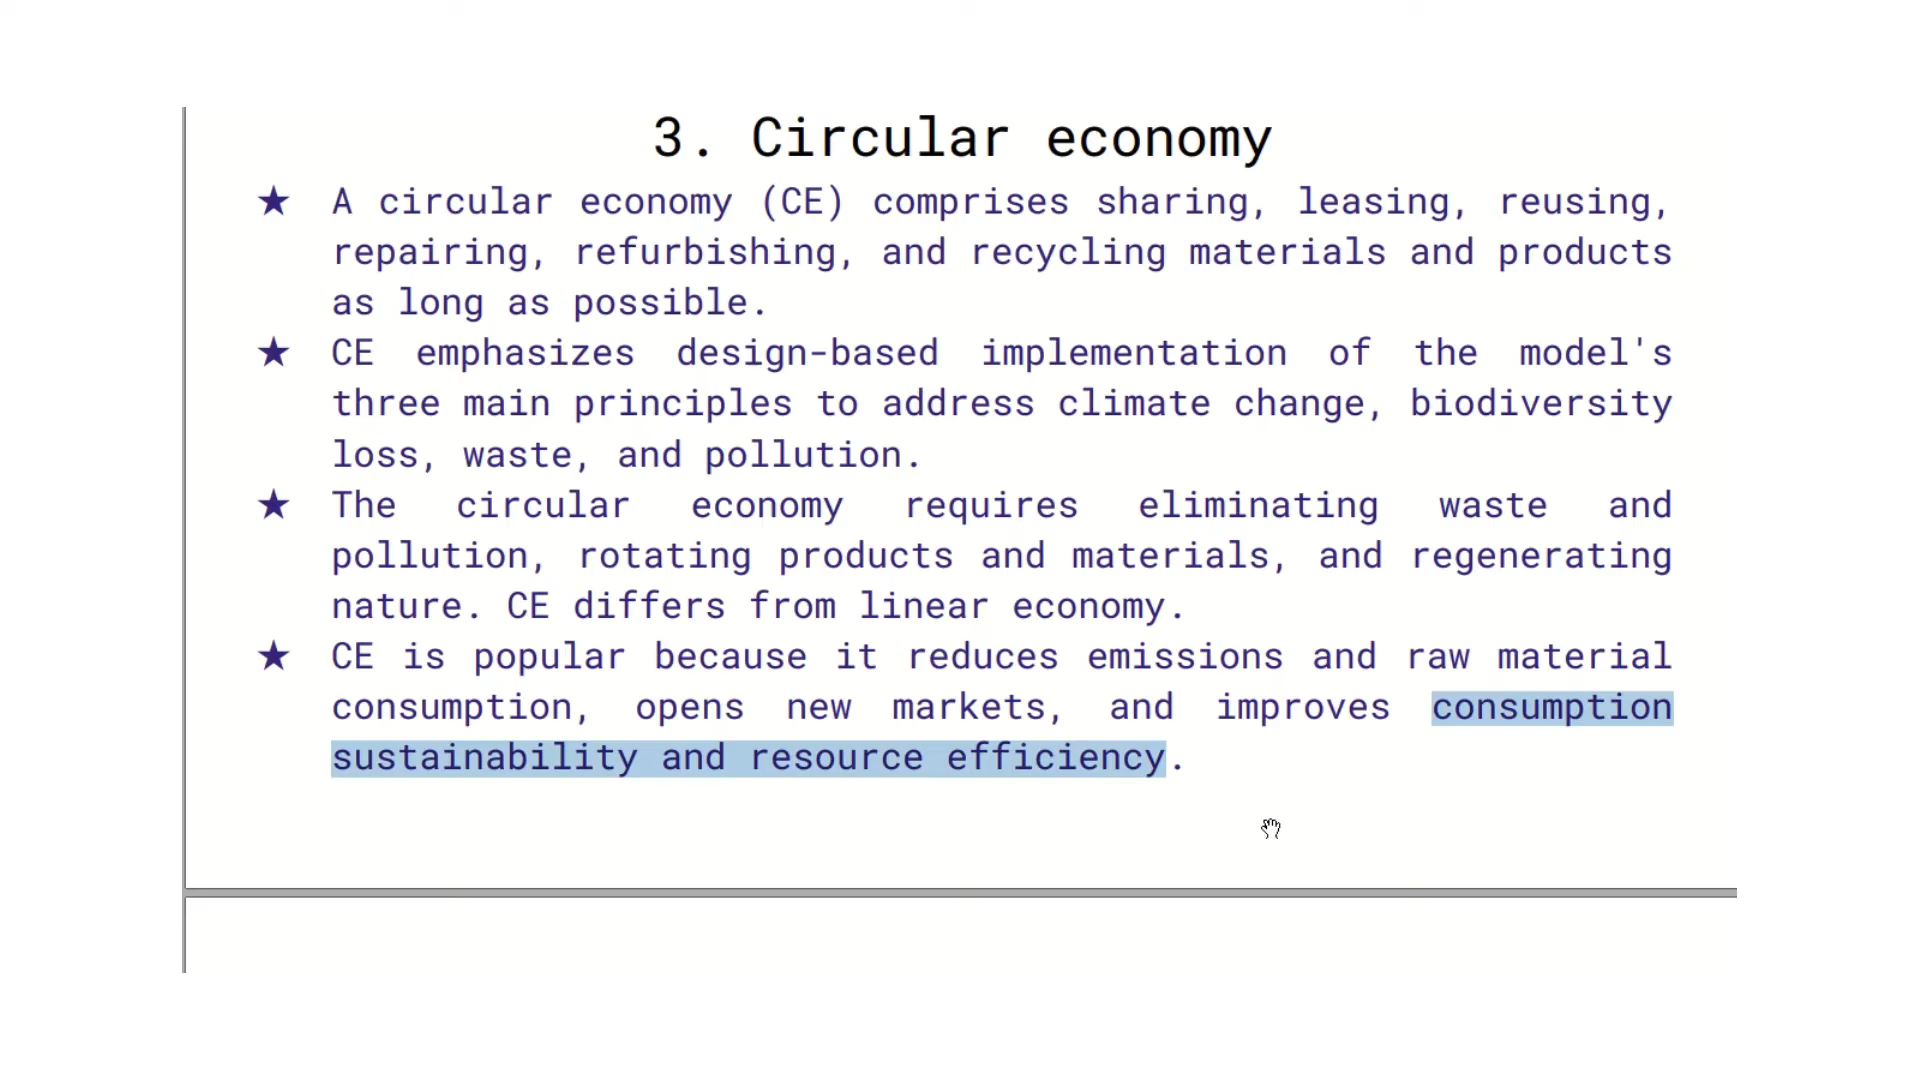 3. Circular economy
★ A circular economy (CE) comprises sharing, leasing, reusing,
repairing, refurbishing, and recycling materials and products
as long as possible.
★ CE emphasizes design-based implementation of the model's
three main principles to address climate change, biodiversity
loss, waste, and pollution.
★ The circular economy requires eliminating waste and
pollution, rotating products and materials, and regenerating
nature. CE differs from linear economy.
★ CE is popular because it reduces emissions and raw material
consumption, opens new markets, and improves consumption
sustainability and resource efficiency.